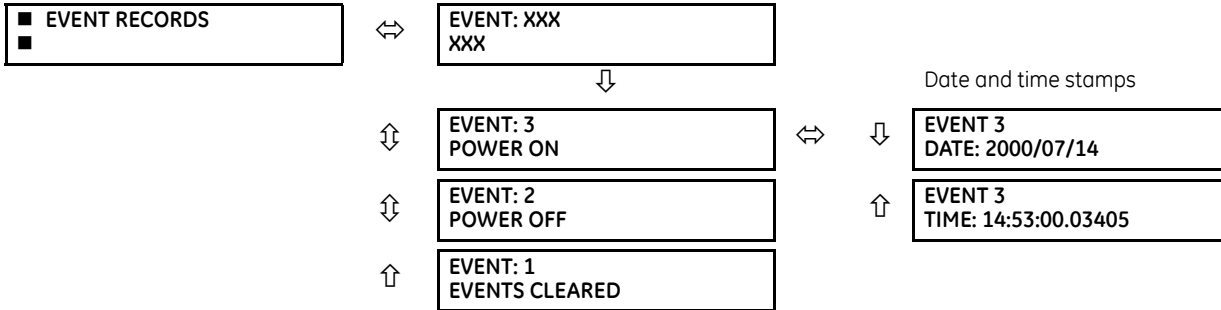 ■ EVENT RECORDS
■
EVENT: XXX
XXX
Date and time stamps
EVENT: 3
POWER ON
EVENT 3
DATE: 2000/07/14
EVENT: 2
POWER OFF
EVENT 3
TIME: 14:53:00.03405
EVENT: 1
EVENTS CLEARED